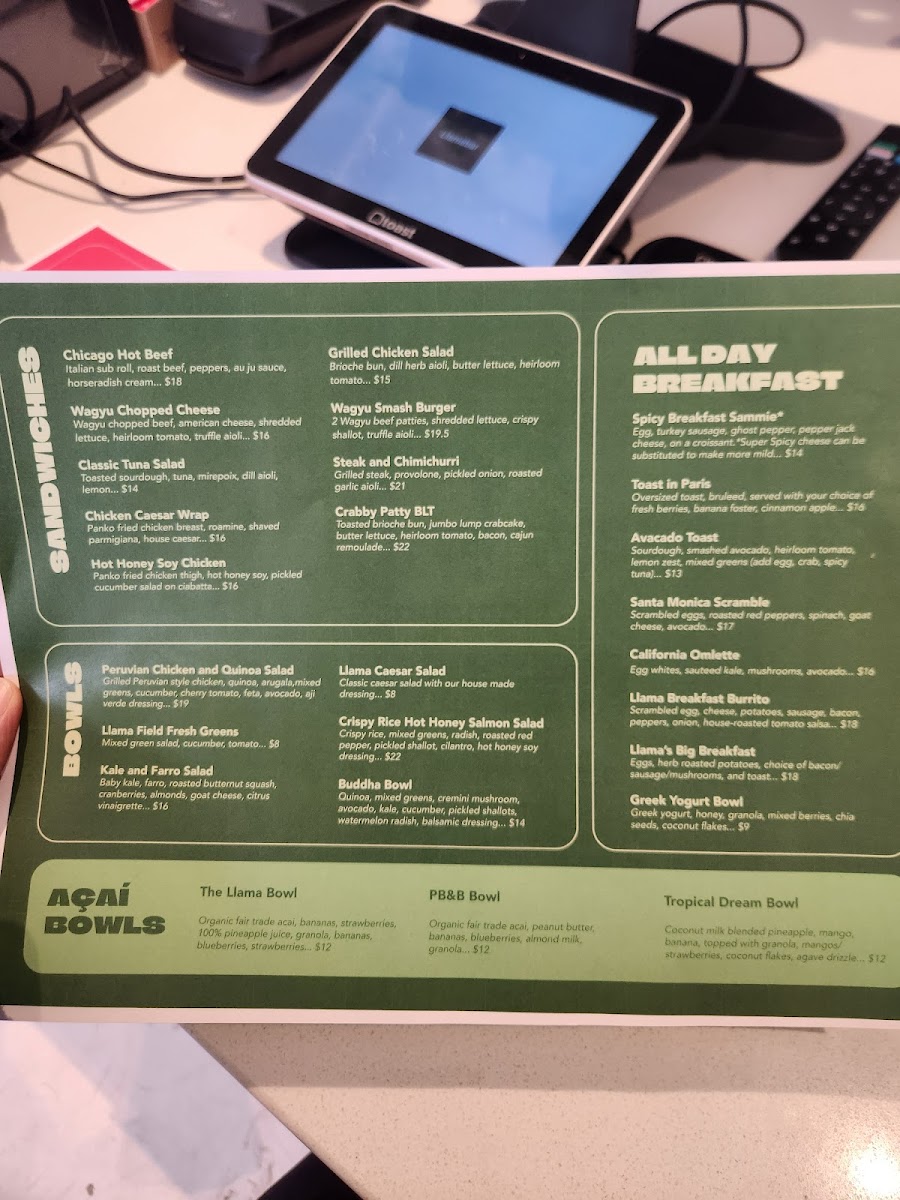 toast
SANDWICHES
Chicago Hot Beef
Italian sub roll, roast beef, peppers, au ju sauce,
horseradish cream... $18
Wagyu Chopped Cheese
Wagyu chopped beef, american cheese, shredded
lettuce, heirloom tomato, truffle aioli... $16
Classic Tuna Salad
Toasted sourdough, tuna, mirepoix, dill aioli,
lemon... $14
Chicken Caesar Wrap
Panko fried chicken breast, roamine, shaved
parmigiana, house caesar... $16
Hot Honey Soy Chicken
Panko fried chicken thigh, hot honey soy, pickled
cucumber salad on ciabatta... $16
Grilled Chicken Salad
Brioche bun, dill herb aioli, butter lettuce, heirloom
tomato... $15
Wagyu Smash Burger
2 Wagyu beef patties, shredded lettuce, crispy
shallot, truffle aioli... $19.5
Steak and Chimichurri
Grilled steak, provolone, pickled onion, roasted
garlic aioli... $21
Crabby Patty BLT
Toasted brioche bun, jumbo lump crabcake,
butter lettuce, heirloom tomato, bacon, cajun
remoulade... $22
BOWLS
Peruvian Chicken and Quinoa Salad
Grilled Peruvian style chicken, quinoa, arugala,mixed
greens, cucumber, cherry tomato, feta, avocado, aji
verde dressing... $19
Llama Field Fresh Greens
Mixed green salad, cucumber, tomato... $8
Kale and Farro Salad
Baby kale, farro, roasted butternut squash,
cranberries, almonds, goat cheese, citrus
vinaigrette... $16
Llama Caesar Salad
Classic caesar salad with our house made
dressing... $8
Crispy Rice Hot Honey Salmon Salad
Crispy rice, mixed greens, radish, roasted red
pepper, pickled shallot, cilantro, hot honey soy
dressing... $22
Buddha Bowl
Quinoa, mixed greens, cremini mushroom,
avocado, kale, cucumber, pickled shallots,
watermelon radish, balsamic dressing... $14
ALL DAY
BREAKFAST
Spicy Breakfast Sammie*
Egg, turkey sausage, ghost pepper, pepper jack
cheese, on a croissant.*Super Spicy cheese can be
substituted to make more mild... $14
Toast in Paris
Oversized toast, bruleed, served with your choice of
fresh berries, banana foster, cinnamon apple... $16
Avacado Toast
Sourdough, smashed avocado, heirloom tomato,
lemon zest, mixed greens (add egg, crab, spicy
tuna)... $13
Santa Monica Scramble
Scrambled eggs, roasted red peppers, spinach, goat
cheese, avocado... $17
California Omlette
Egg whites, sauteed kale, mushrooms, avocado... $16
Llama Breakfast Burrito
Scrambled egg, cheese, potatoes, sausage, bacon,
peppers, onion, house-roasted tomato salsa... $18
Llama's Big Breakfast
Eggs, herb roasted potatoes, choice of bacon/
sausage/mushrooms, and toast... $18
Greek Yogurt Bowl
Greek yogurt, honey, granola, mixed berries, chia
seeds, coconut flakes... $9
AÇAÍ
BOWLS
The Llama Bowl
Organic fair trade acai, bananas, strawberries,
100% pineapple juice, granola, bananas,
blueberries, strawberries... $12
PB&B Bowl
Organic fair trade acai, peanut butter,
bananas, blueberries, almond milk,
granola... $12
Tropical Dream Bowl
Coconut milk blended pineapple, mango,
banana, topped with granola, mangos/
strawberries, coconut flakes, agave drizzle... $12